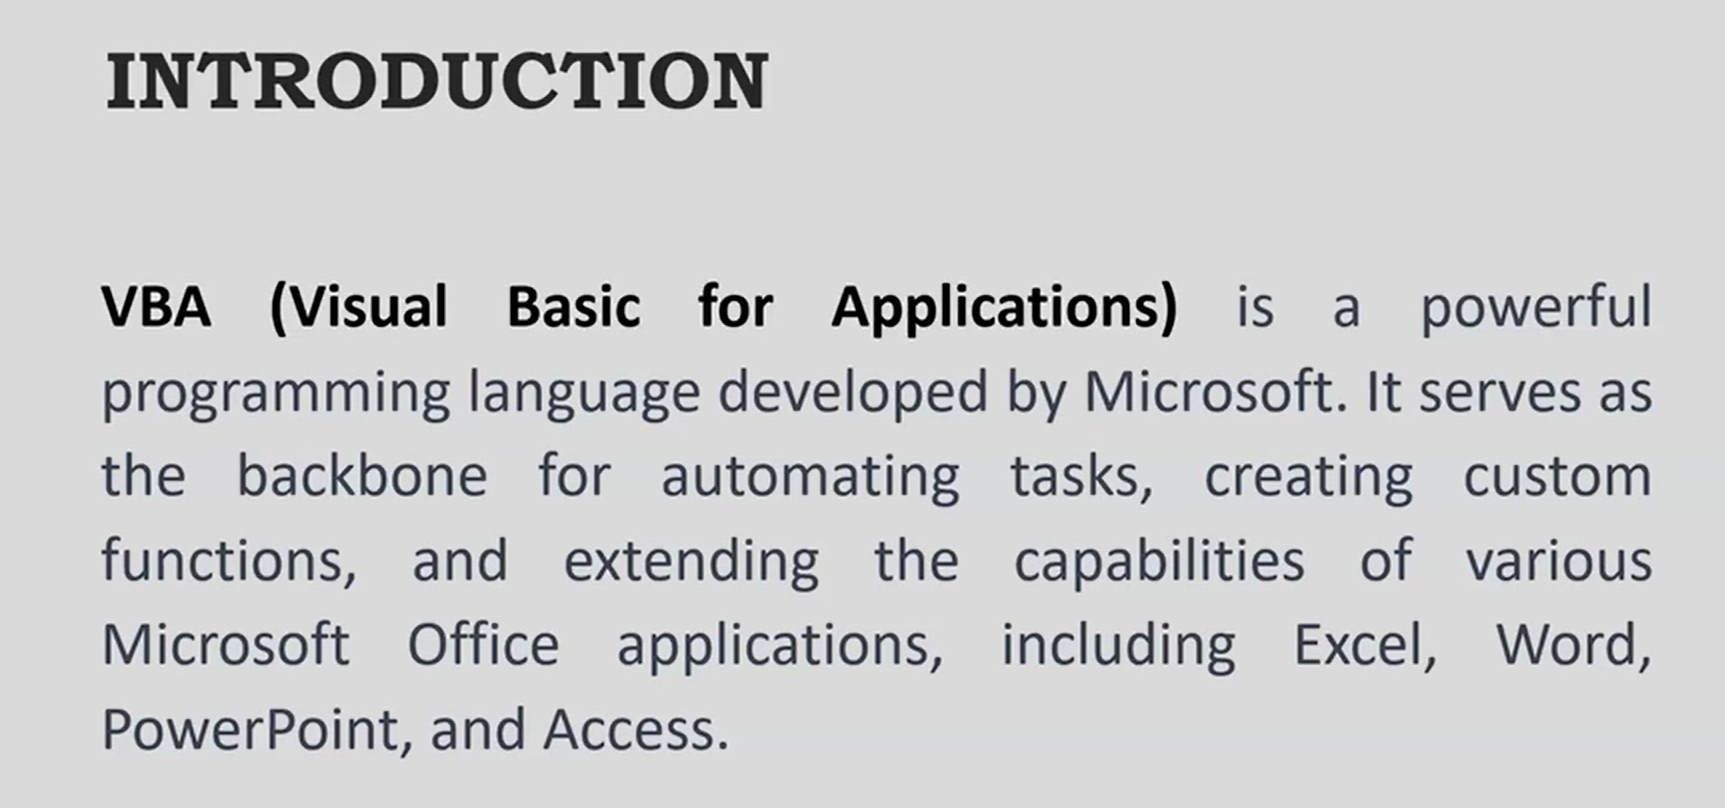 INTRODUCTION
VBA (Visual Basic for Applications) is a powerful
programming language developed by Microsoft. It serves as
the backbone for automating tasks, creating custom
functions, and extending the capabilities of various
Microsoft Office applications, including Excel, Word,
PowerPoint, and Access.